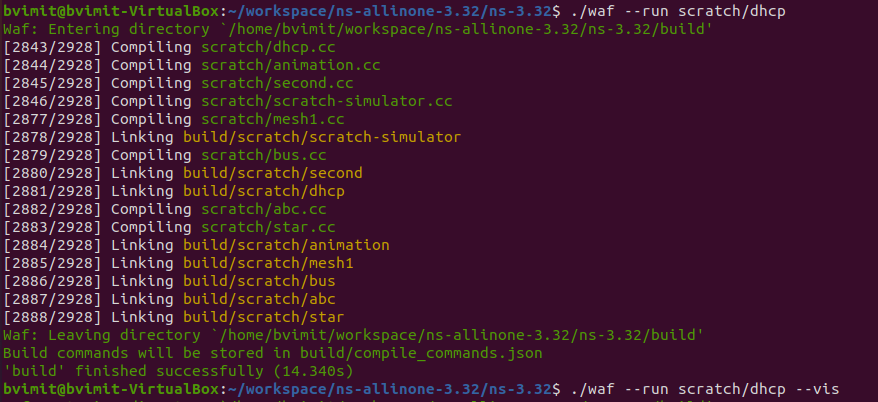 bvimit@bvimit-VirtualBox:~/workspace/ns-allinone-3.32/ns-3.32$ ./waf --run scratch/dhcp
Waf: Entering directory `/home/bvimit/workspace/ns-allinone-3.32/ns-3.32/build'
[2843/2928] Compiling scratch/dhcp.cc
[2844/2928] Compiling scratch/animation.cc
[2845/2928] Compiling scratch/second.cc
[2846/2928] Compiling scratch/scratch-simulator.cc
[2877/2928] Compiling scratch/mesh1.cc
[2878/2928] Linking build/scratch/scratch-simulator
[2879/2928] Compiling scratch/bus.cc
[2880/2928] Linking build/scratch/second
[2881/2928] Linking build/scratch/dhcp
[2882/2928] Compiling scratch/abc.cc
[2883/2928] Compiling scratch/star.cc
[2884/2928] Linking build/scratch/animation
[2885/2928] Linking build/scratch/mesh1
[2886/2928] Linking build/scratch/bus
[2887/2928] Linking build/scratch/abc
[2888/2928] Linking build/scratch/star
Waf: Leaving directory `/home/bvimit/workspace/ns-allinone-3.32/ns-3.32/build'
Build commands will be stored in build/compile_commands.json
'build' finished successfully (14.340s)
bvimit@bvimit-VirtualBox:~/workspace/ns-allinone-3.32/ns-3.32$ ./waf --run scratch/dhcp --vis